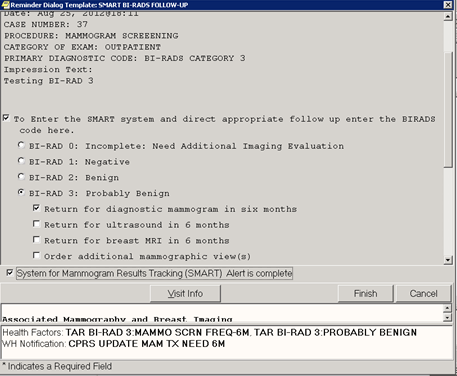 Reminder Dialog Template: SMART BI-RADS FOLLOW-UP
Date: Aug 25, 2012@16:11
CASE NUMBER: 37
PROCEDURE: MAMMOGRAM SCREEENING
CATEGORY OF EXAM: OUTPATIENT
PRIMARY DIAGNOSTIC CODE: BI-RADS CATEGORY 3
Impression Text:
Testing BI-RAD 3
To Enter the SMART system and direct appropriate follow up enter the BIRADS
code here.
BI-RAD 0: Incomplete: Need Additional Imaging Evaluation
BI-RAD 1: Negative
BI-RAD 2: Benign
BI-RAD 3: Probably Benign
Return for diagnostic mammogram in six months
Return for ultrasound in 6 months
Return for breast MRI in 6 months
Order additional mammographic view(s)
System for Mammogram Results Tracking (SMART) Alert is complete
Visit Info Finish Cancel
Associated Mammography and Breast Imaging
Health Factors: TAR BI-RAD 3:MAMMO SCRN FREQ-6M, TAR BI-RAD 3:PROBABLY BENIGN
WH Notification: CPRS UPDATE MAM TX NEED 6M
* Indicates a Required Field